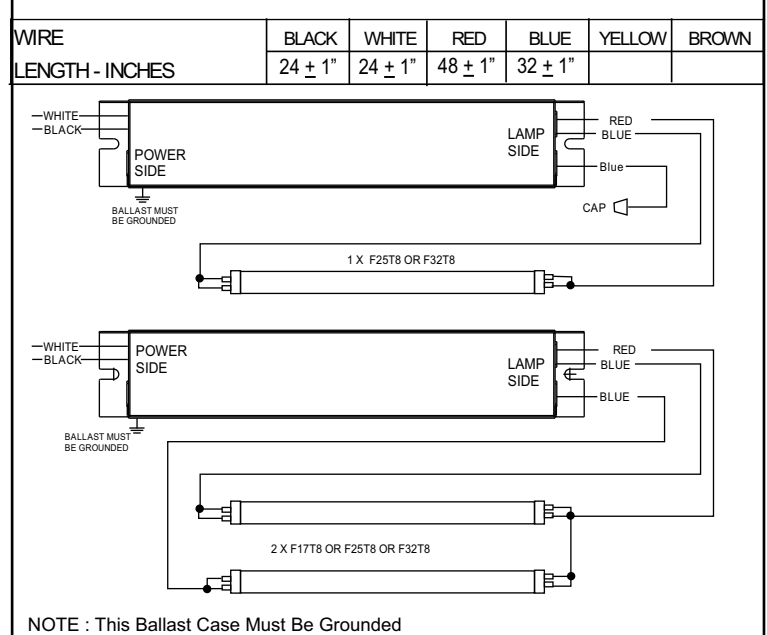 WIRE BLACK WHITE RED BLUE YELLOW BROWN
LENGTH - INCHES 24 ± 1” 24 ± 1” 48 ± 1” 32 ± 1”
WHITE
BLACK
POWER
SIDE
LAMP
SIDE
RED
BLUE
Blue
CAP
BALLAST MUST
BE GROUNDED
1 X F25T8 OR F32T8
WHITE
BLACK
POWER
SIDE
LAMP
SIDE
RED
BLUE
BLUE
BALLAST MUST
BE GROUNDED
2 X F17T8 OR F25T8 OR F32T8
NOTE : This Ballast Case Must Be Grounded